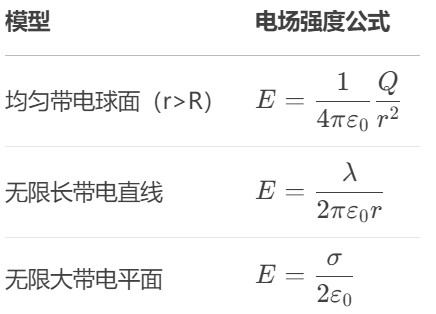 模型 电场强度公式
均匀带电球面（r>R） $E = \frac{1}{4\pi\varepsilon_0}\frac{Q}{r^2}$
无限长带电直线 $E = \frac{\lambda}{2\pi\varepsilon_0 r}$
无限大带电平面 $E = \frac{\sigma}{2\varepsilon_0}$